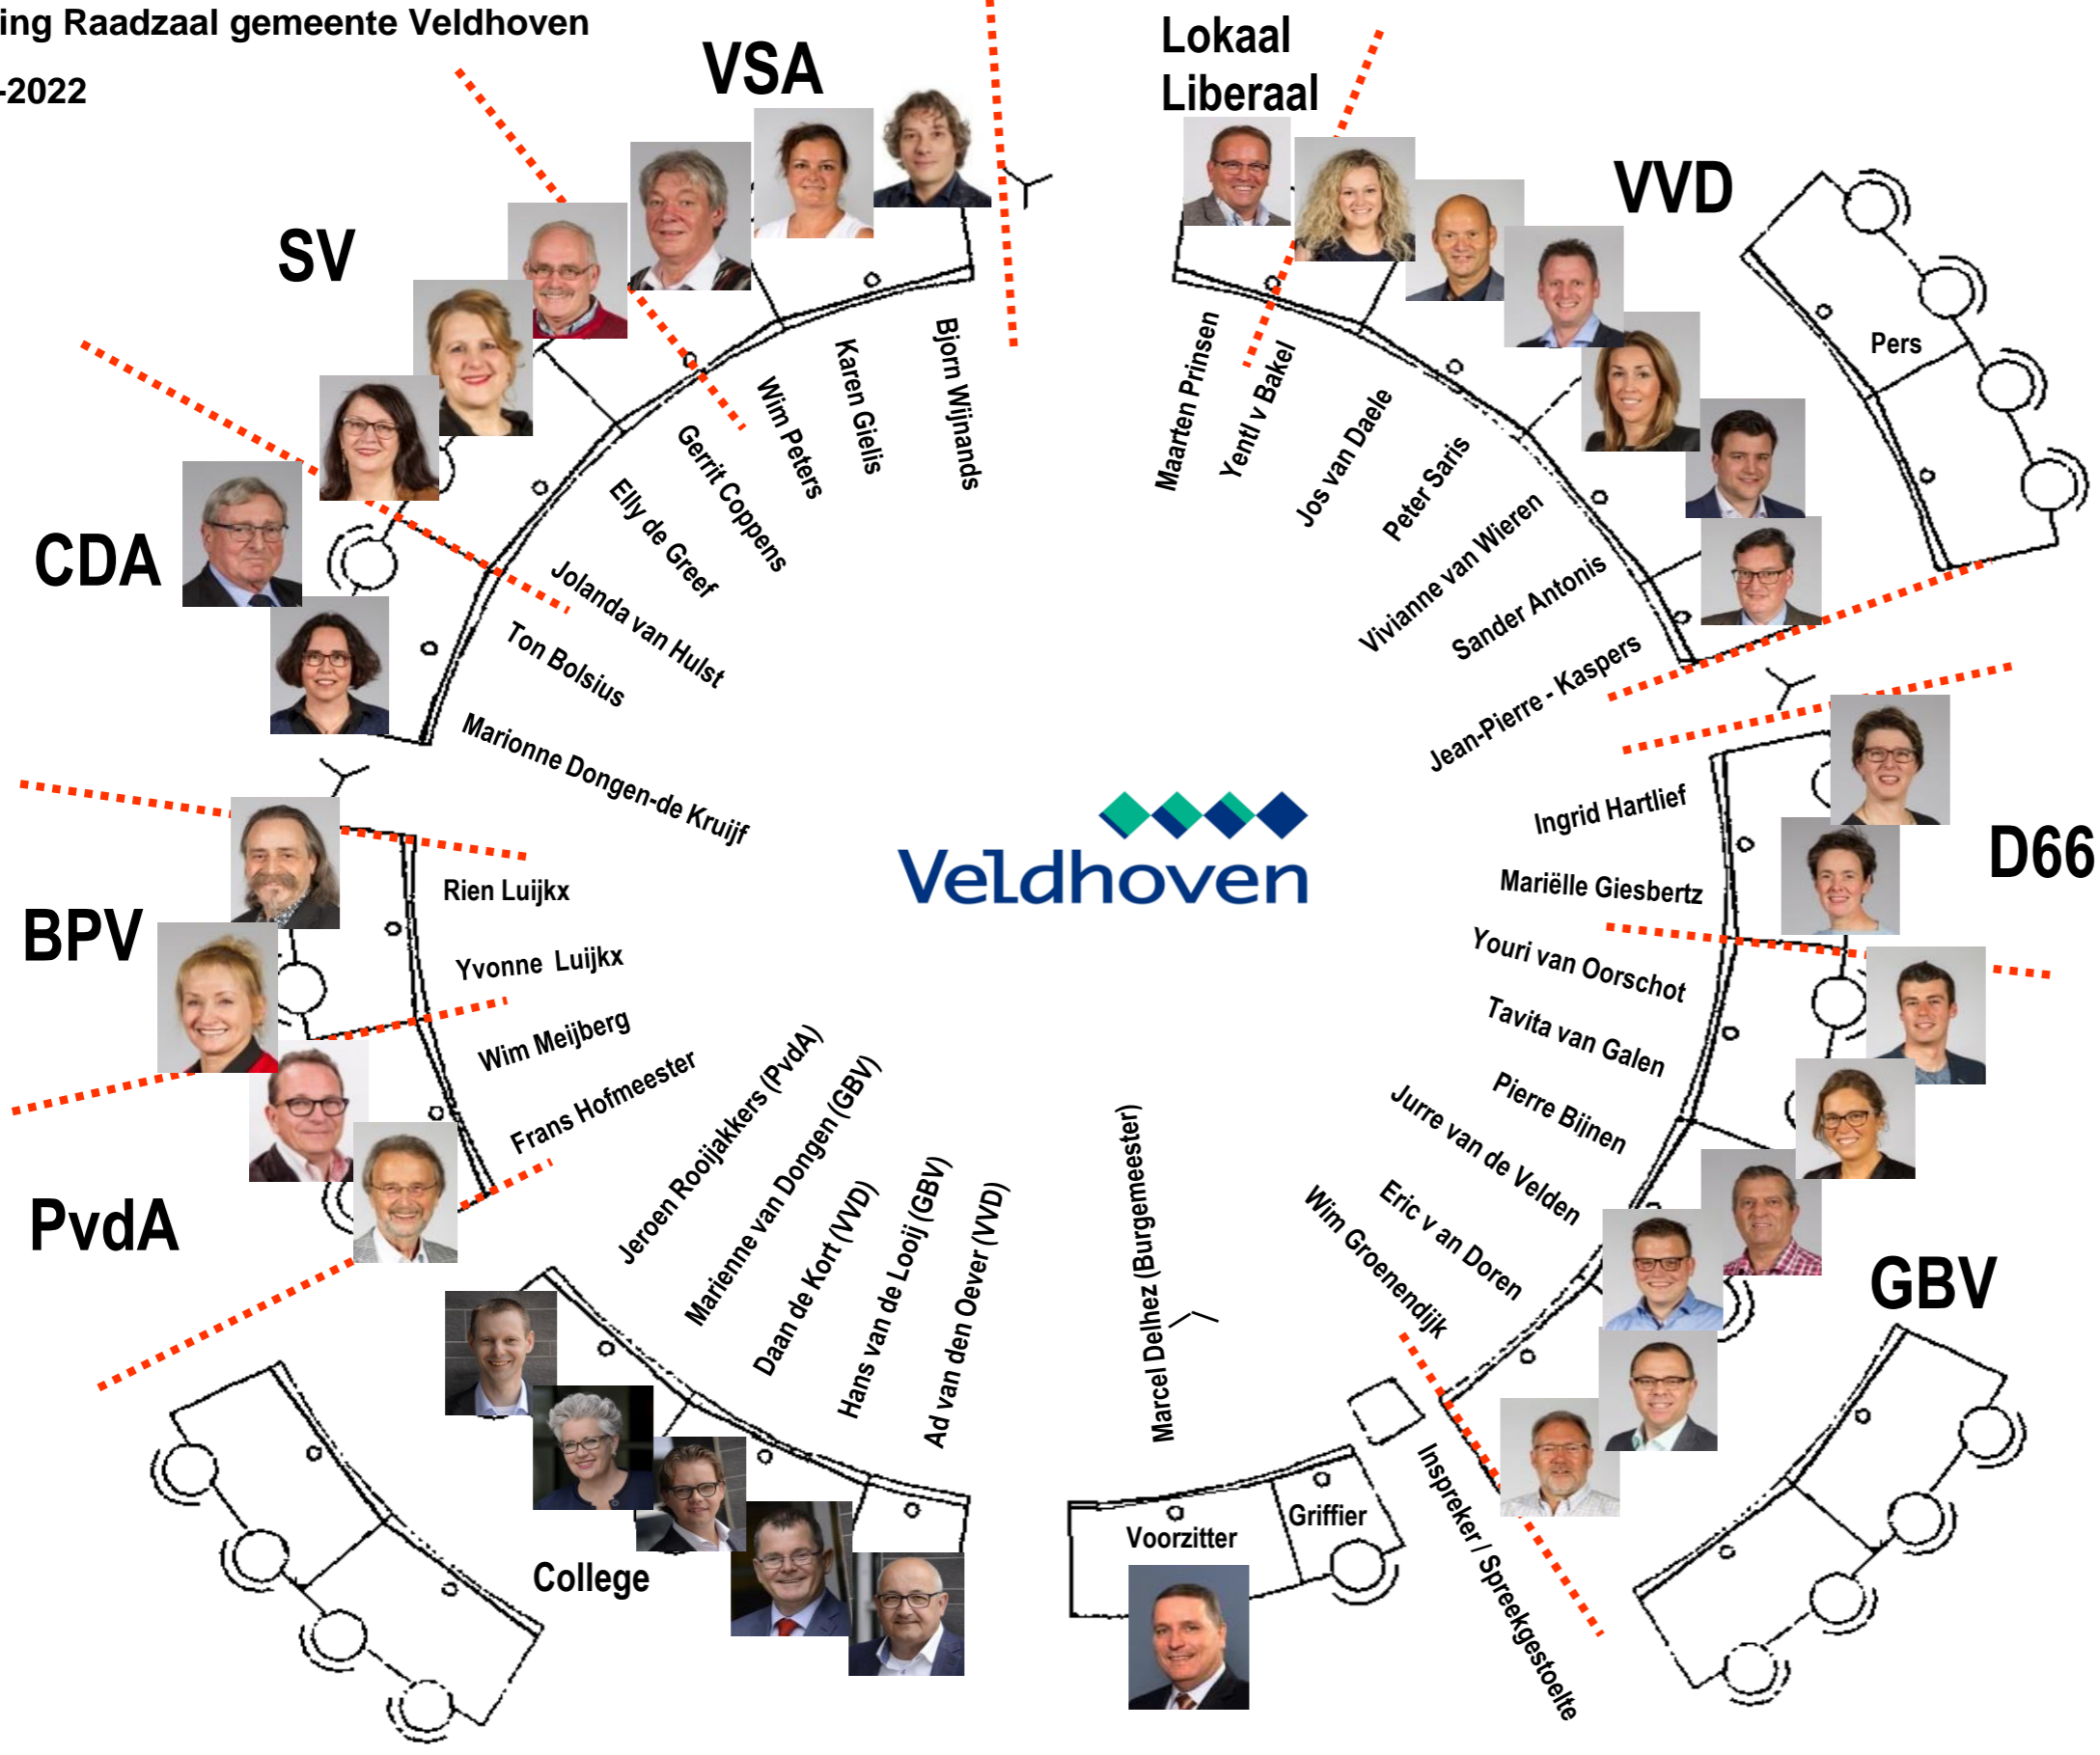 ing Raadzaal gemeente Veldhoven
-2022
VSA
Lokaal
Liberaal
VVD
SV
CDA
BPV
PvdA
D66
GBV
Pers
Marionne Dongen-de Kruijf
Ton Bolsius
Jolanda van Hulst
Elly de Greef
Gerrit Coppens
Wim Peters
Karen Gielis
Bjorn Wijnands
Maarten Prinsen
Yentl v Bakel
Jos van Daele
Peter Saris
Vivianne van Wieren
Sander Antonis
Jean-Pierre - Kaspers
Veldhoven
Rien Luijkx
Yvonne Luijkx
Wim Meijberg
Frans Hofmeester
Ingrid Hartlief
Mariëlle Giesbertz
Youri van Oorschot
Tavita van Galen
Pierre Bijnen
Jurre van de Velden
Eric v an Doren
Wim Groenendijk
Jeroen Rooijakkers (PvdA)
Marienne van Dongen (GBV)
Daan de Kort (VVD)
Hans van de Looij (GBV)
Ad van den Oever (VVD)
Marcel Delhez (Burgemeester)
College
Voorzitter
Griffier
Inspreker / Spreekgestoelte